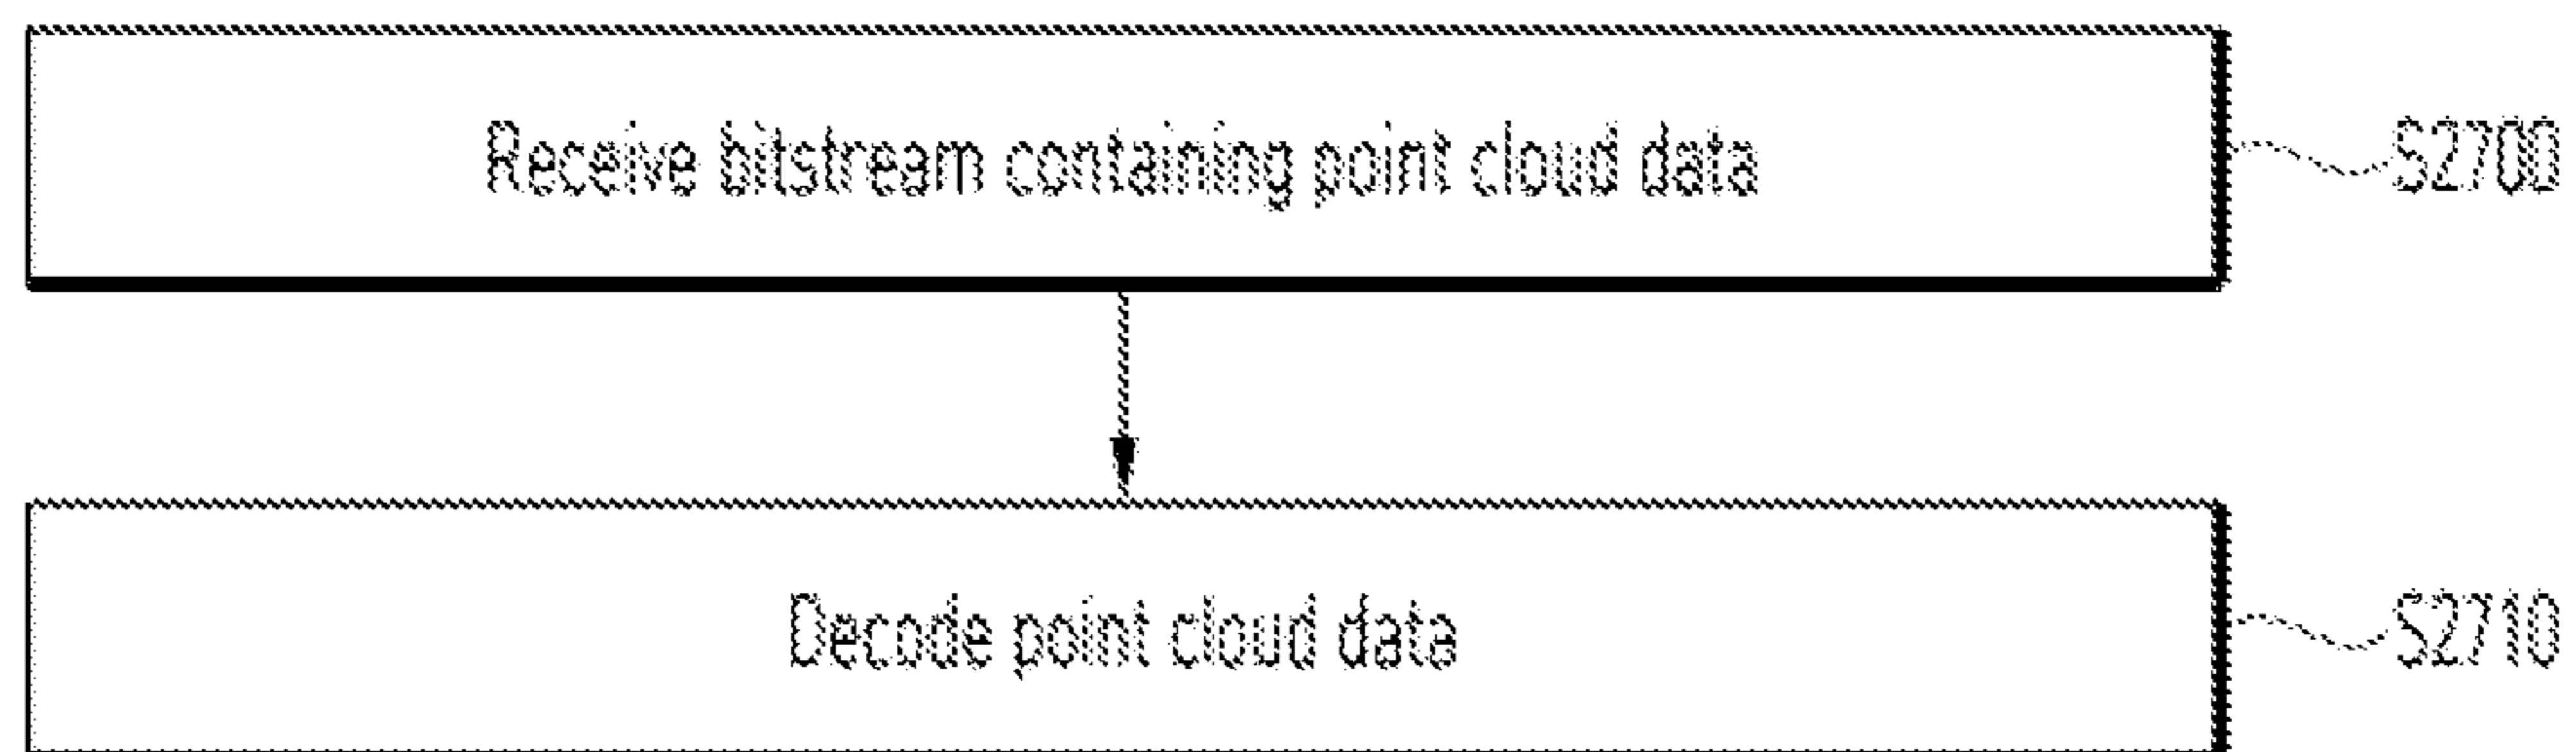 Receive bitstream containing point cloud data
S2700
Decode point cloud data
S2710